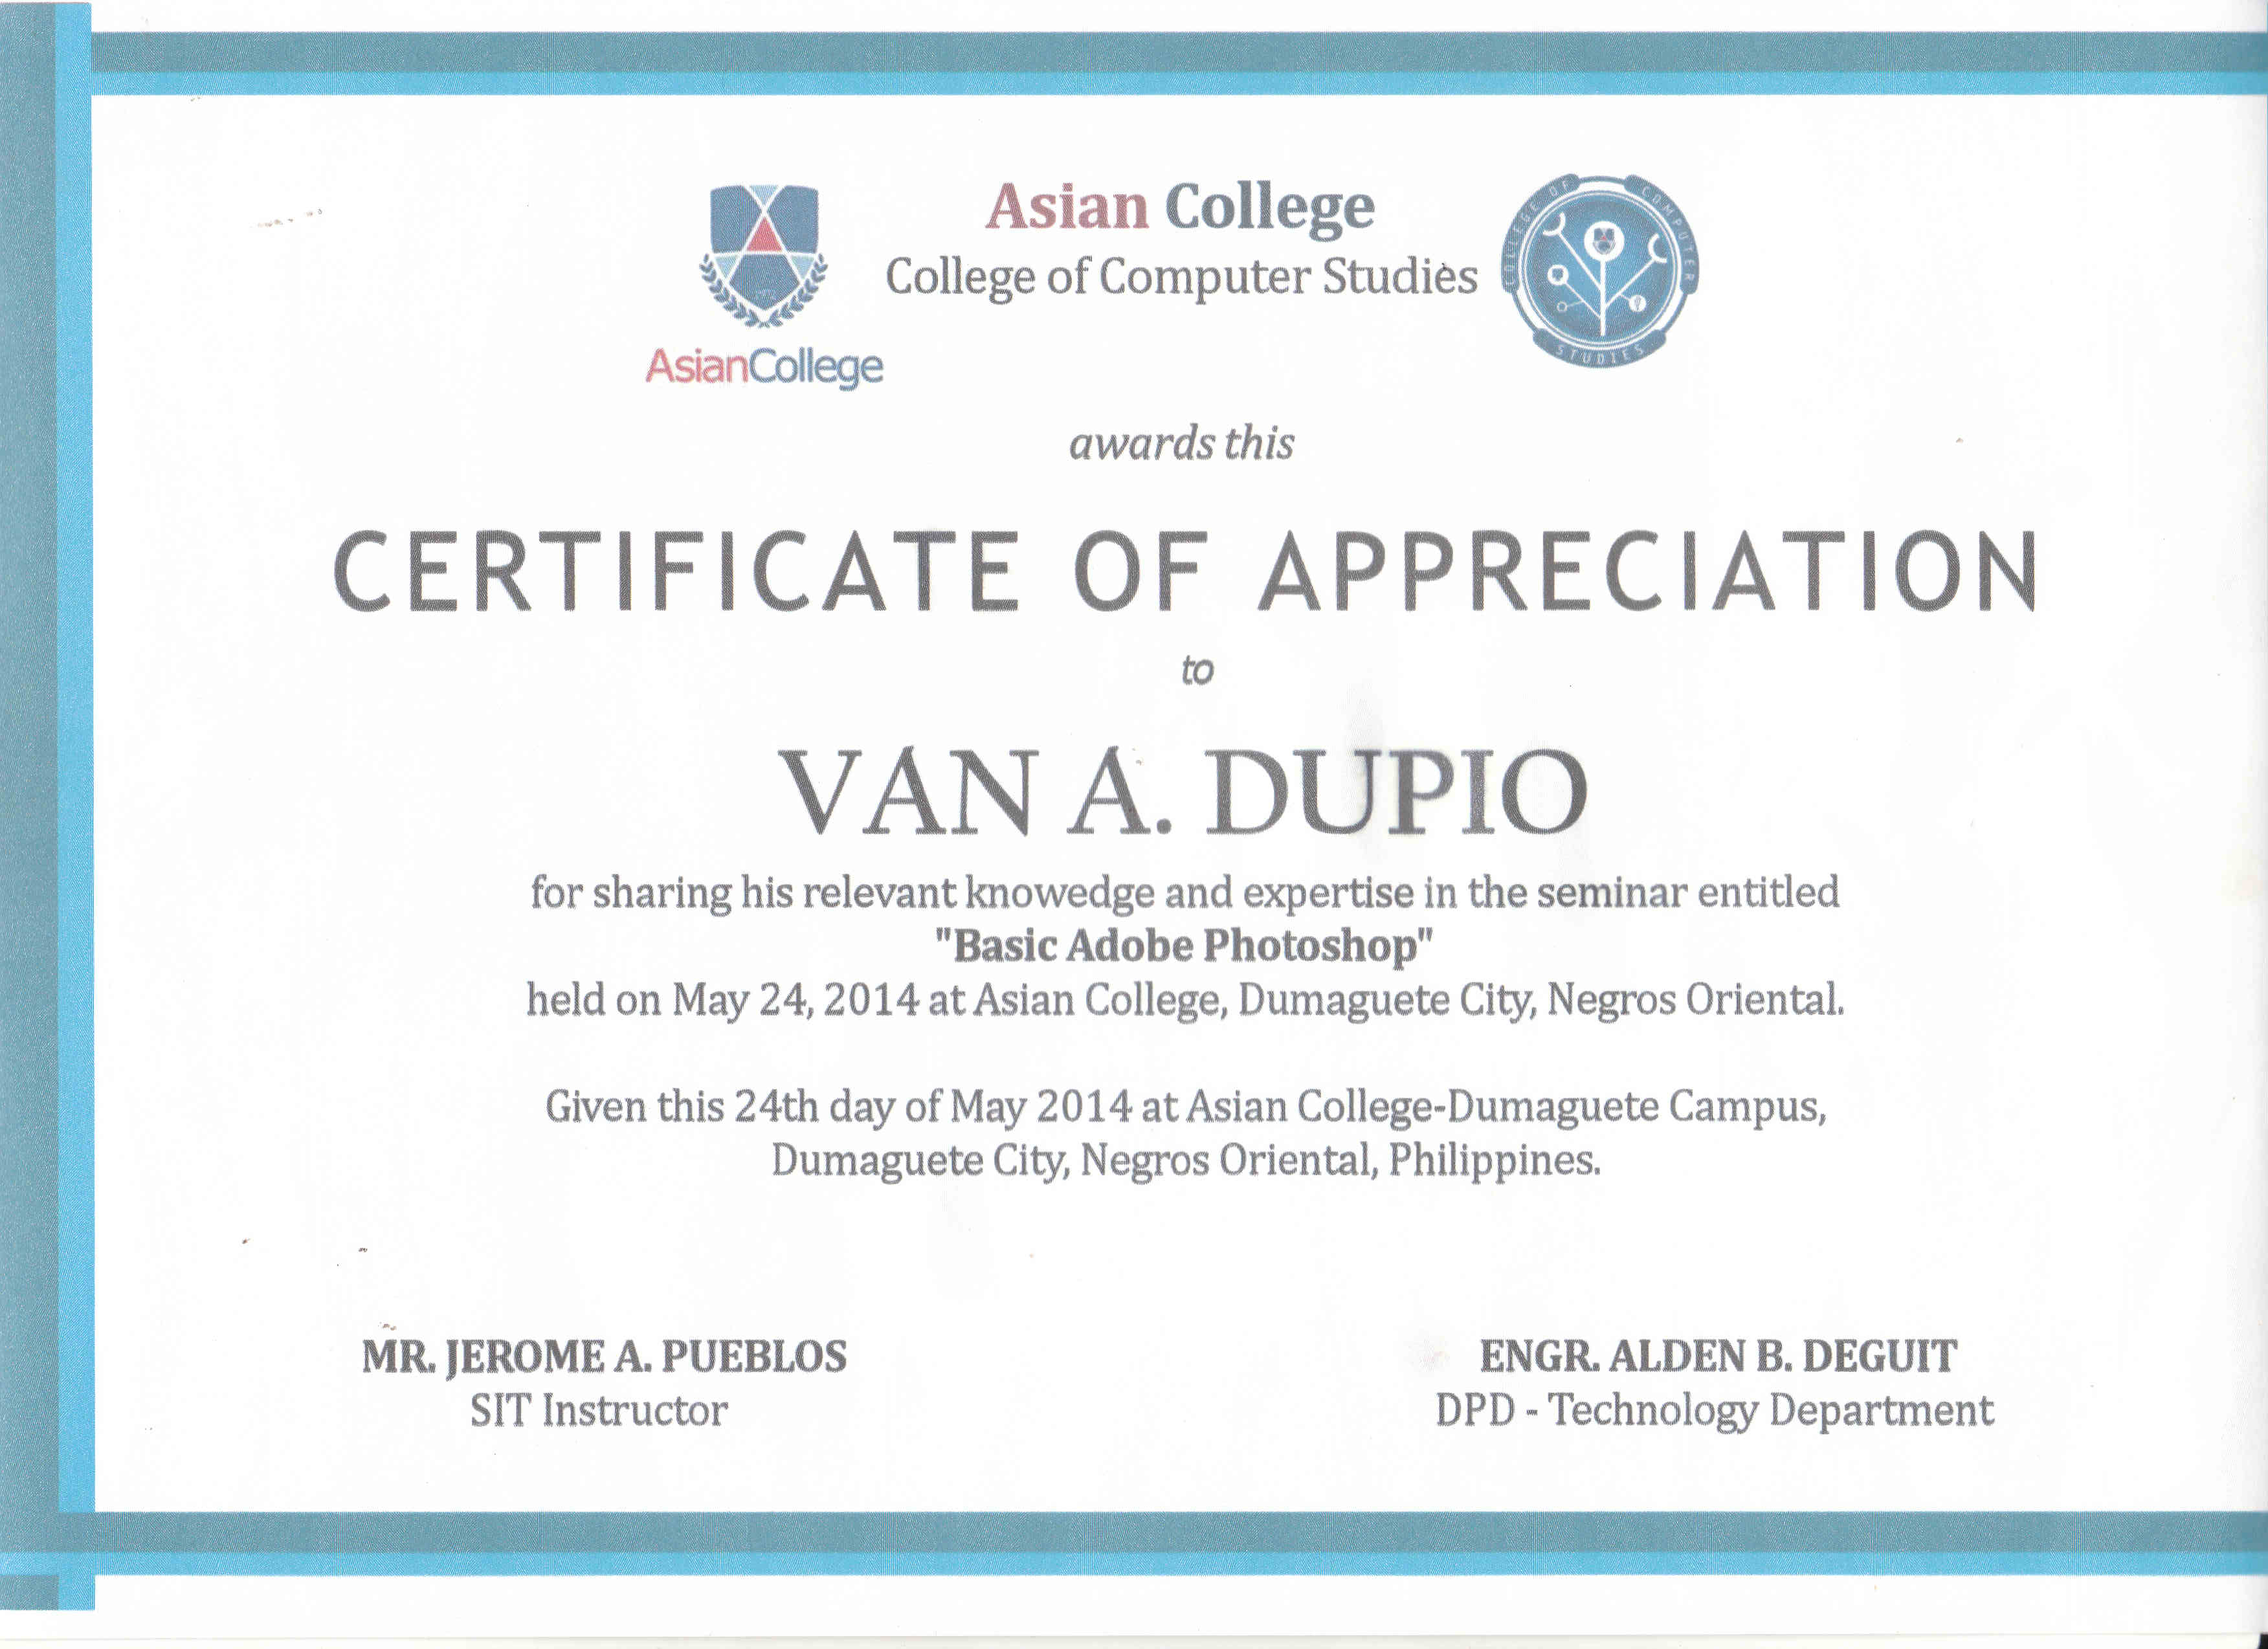 Asian College
College of Computer Studies
AsianCollege
COLLEGE OF COMPUTER STUDIES
awards this
CERTIFICATE OF APPRECIATION
to
VAN A. DUPIO
for sharing his relevant knowedge and expertise in the seminar entitled
"Basic Adobe Photoshop"
held on May 24, 2014 at Asian College, Dumaguete City, Negros Oriental.
Given this 24th day of May 2014 at Asian College-Dumaguete Campus,
Dumaguete City, Negros Oriental, Philippines.
MR. JEROME A. PUEBLOS
SIT Instructor
ENGR. ALDEN B. DEGUIT
DPD - Technology Department